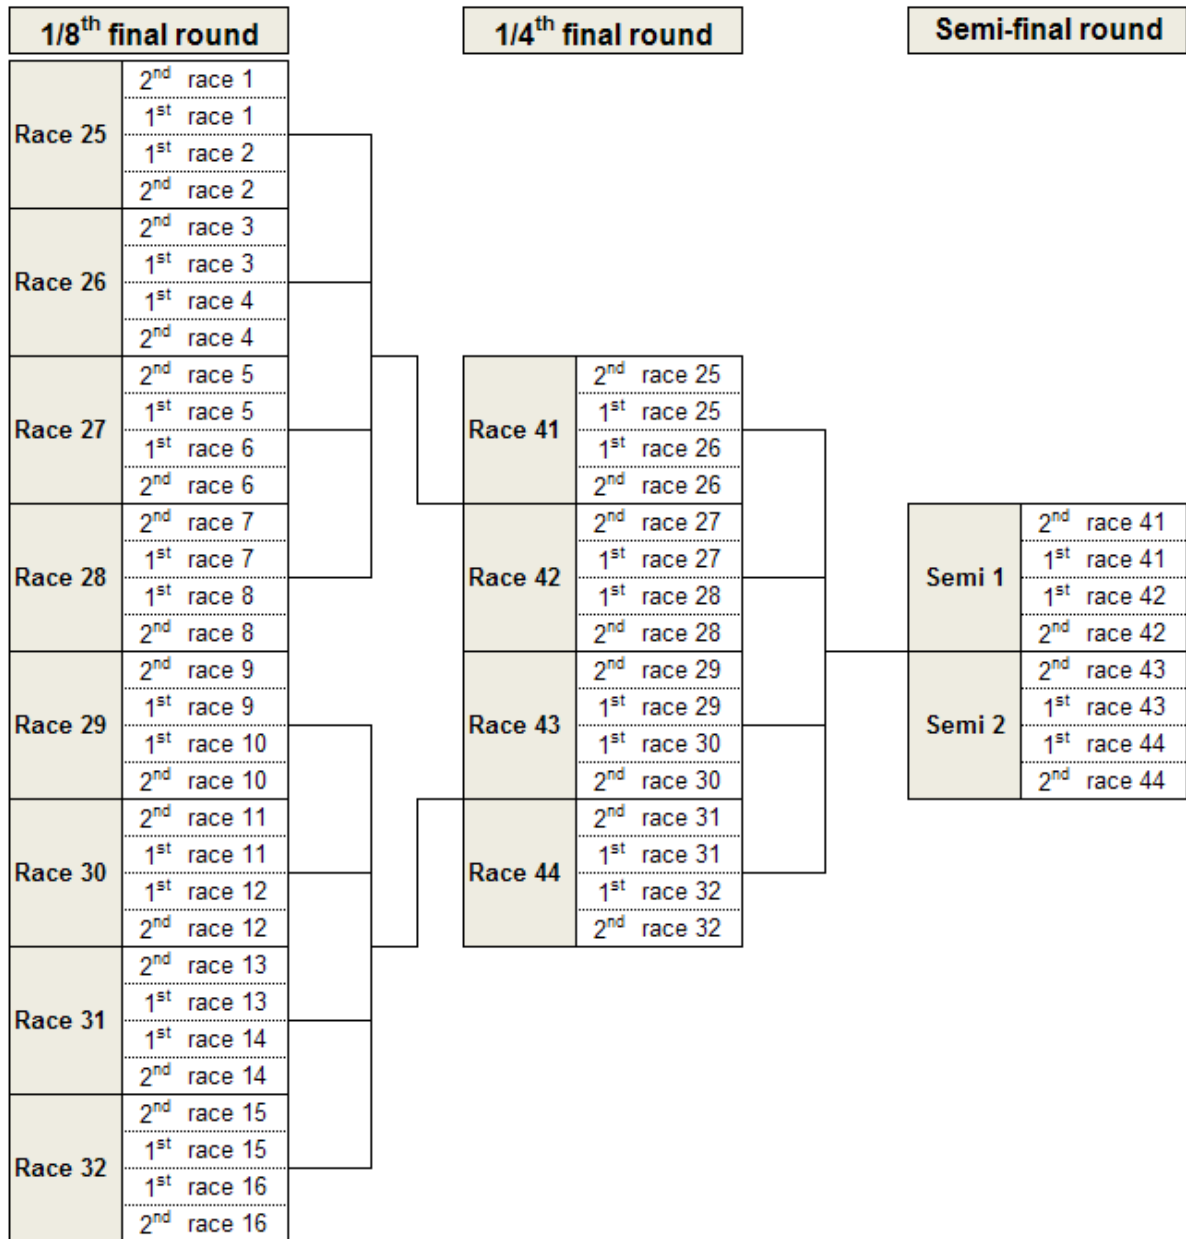 1/8th final round
Race 25
2nd race 1
1st race 1
1st race 2
2nd race 2
Race 26
2nd race 3
1st race 3
1st race 4
2nd race 4
Race 27
2nd race 5
1st race 5
1st race 6
2nd race 6
Race 28
2nd race 7
1st race 7
1st race 8
2nd race 8
Race 29
2nd race 9
1st race 9
1st race 10
2nd race 10
Race 30
2nd race 11
1st race 11
1st race 12
2nd race 12
Race 31
2nd race 13
1st race 13
1st race 14
2nd race 14
Race 32
2nd race 15
1st race 15
1st race 16
2nd race 16
1/4th final round
Race 41
2nd race 25
1st race 25
1st race 26
2nd race 26
Race 42
2nd race 27
1st race 27
1st race 28
2nd race 28
Race 43
2nd race 29
1st race 29
1st race 30
2nd race 30
Race 44
2nd race 31
1st race 31
1st race 32
2nd race 32
Semi-final round
Semi 1
2nd race 41
1st race 41
1st race 42
2nd race 42
Semi 2
2nd race 43
1st race 43
1st race 44
2nd race 44